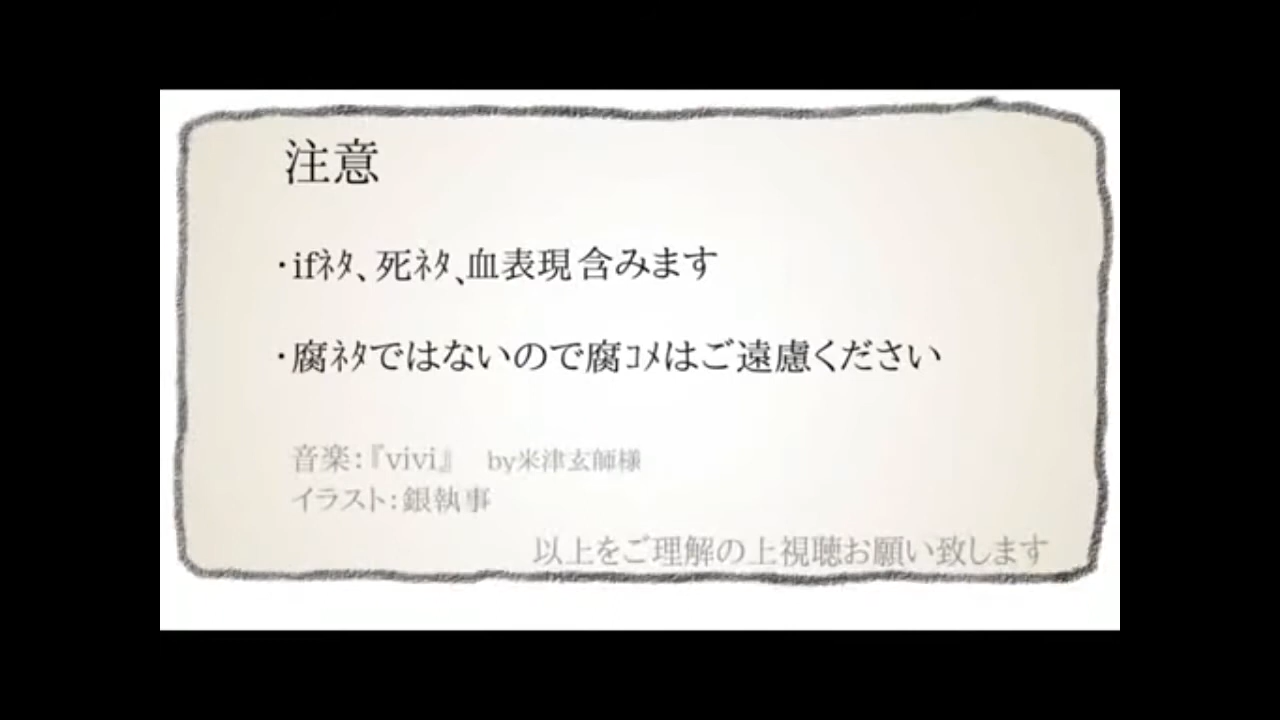 注意
・ifﾈﾀ、死ﾈﾀ、血表現含みます
・腐ﾈﾀではないので腐ｺﾒはご遠慮ください
音楽：『vivi』 by米津玄師様
イラスト：銀執事
以上をご理解の上視聴お願い致します